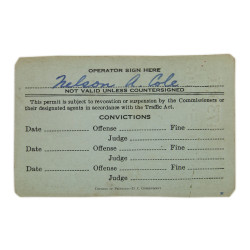 OPERATOR SIGN HERE
Nelson A. Cole
NOT VALID UNLESS COUNTERSIGNED
This permit is subject to revocation or suspension by the Commissioners or
their designated agents in accordance with the Traffic Act.
CONVICTIONS
Date Offense Fine
Judge
Date Offense Fine
Judge
Date Offense Fine
Judge